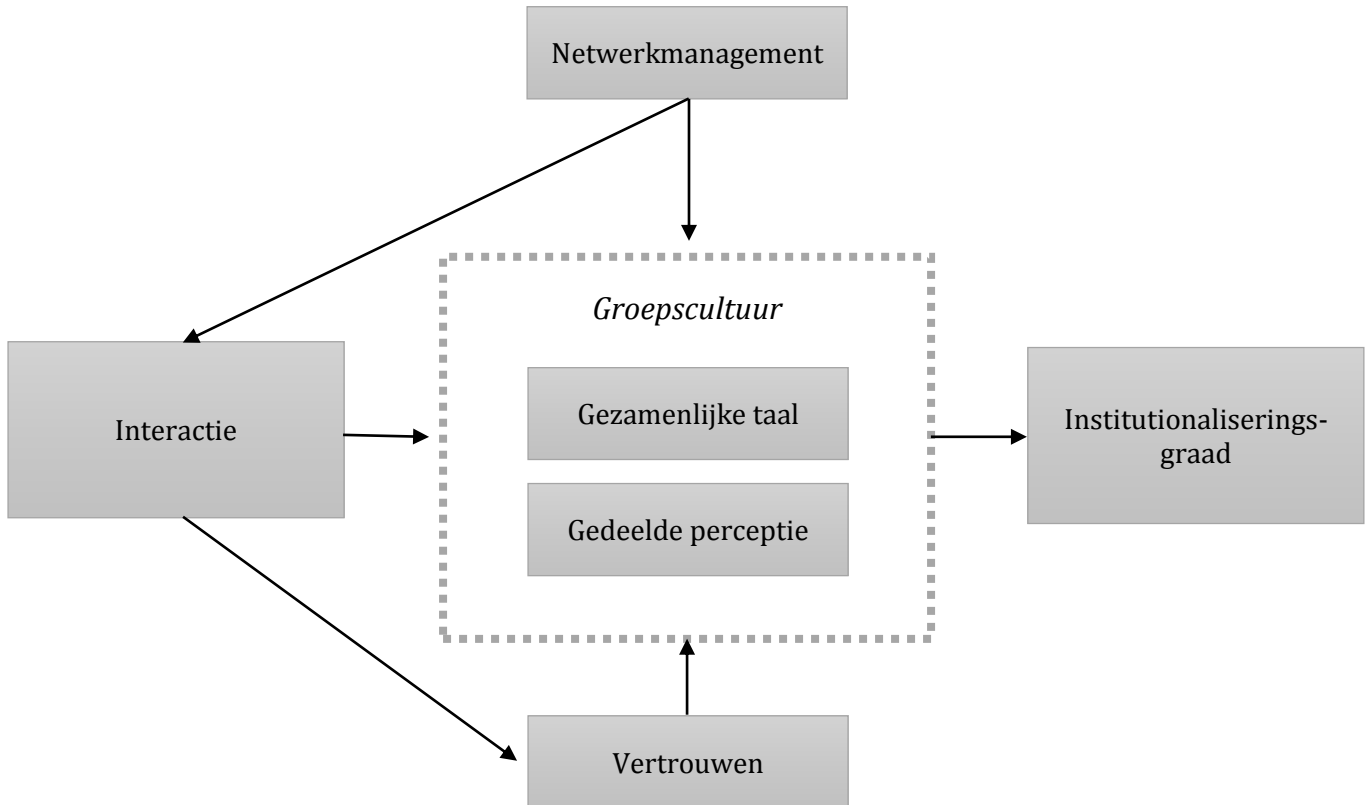 Netwerkmanagement
Groepscultuur
Interactie
Gezamenlijke taal
Gedeelde perceptie
Institutionaliserings-
graad
Vertrouwen